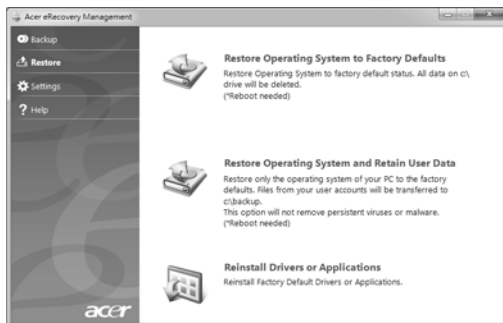 Acer eRecovery Management
Backup
Restore
Settings
? Help
Restore Operating System to Factory Defaults
Restore Operating System to factory default status. All data on c:\
drive will be deleted.
(*Reboot needed)
Restore Operating System and Retain User Data
Restore only the operating system of your PC to the factory
defaults. Files from your user accounts will be transferred to
c:\backup.
This option will not remove persistent viruses or malware.
(*Reboot needed)
Reinstall Drivers or Applications
Reinstall Factory Default Drivers or Applications.
acer